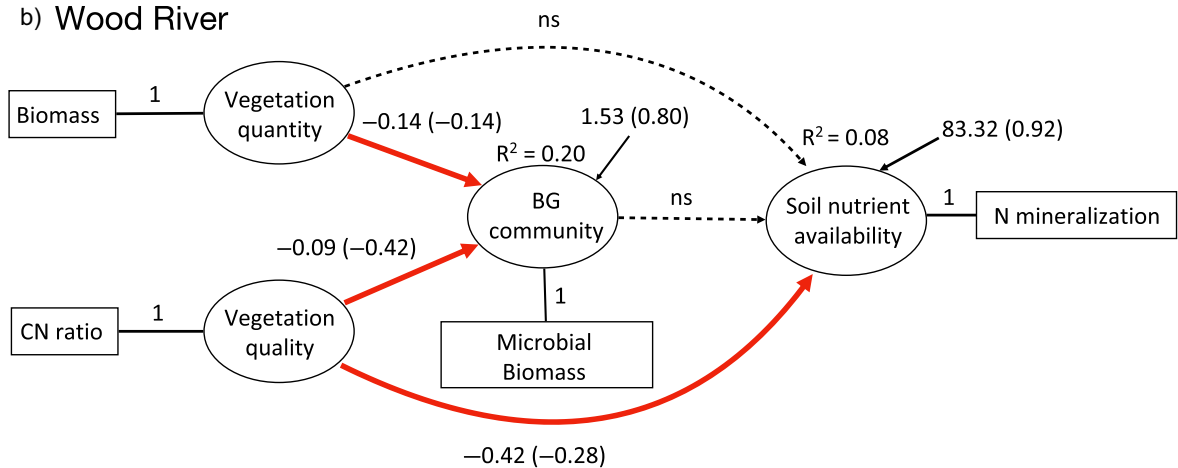 b) Wood River
ns
Biomass
1
Vegetation
quantity
−0.14 (−0.14)
1.53 (0.80)
R² = 0.20
R² = 0.08
83.32 (0.92)
BG
community
ns
Soil nutrient
availability
1
N mineralization
−0.09 (−0.42)
CN ratio
1
Vegetation
quality
1
Microbial
Biomass
−0.42 (−0.28)